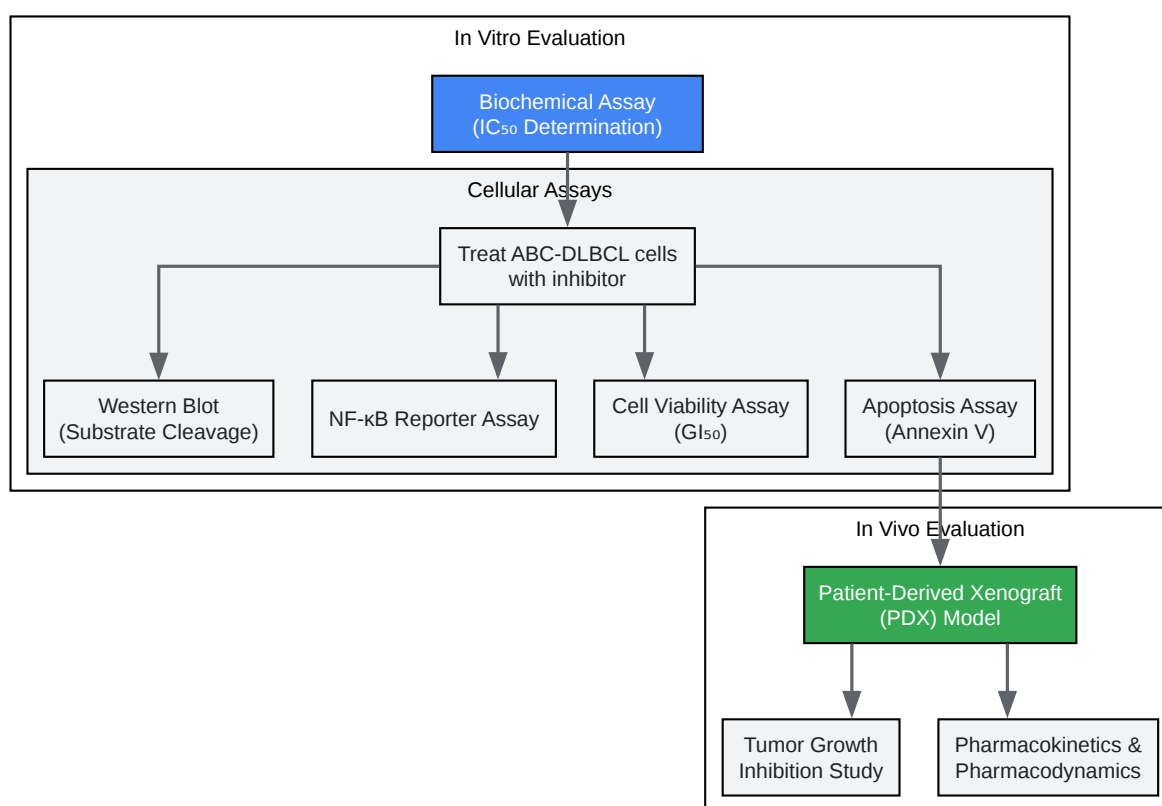 In Vitro Evaluation
Biochemical Assay
(IC₅₀ Determination)
Cellular Assays
Treat ABC-DLBCL cells
with inhibitor
Western Blot
(Substrate Cleavage)
NF-κB Reporter Assay
Cell Viability Assay
(GI₅₀)
Apoptosis Assay
(Annexin V)
In Vivo Evaluation
Patient-Derived Xenograft
(PDX) Model
Tumor Growth
Inhibition Study
Pharmacokinetics &
Pharmacodynamics